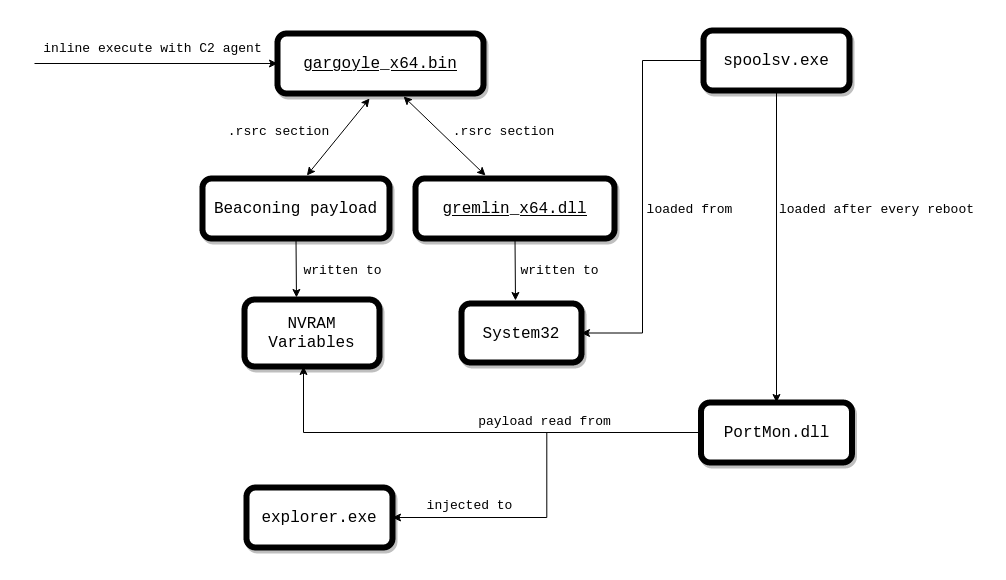 inline execute with C2 agent
gargoyle_x64.bin
spoolsv.exe
.rsrc section
.rsrc section
Beaconing payload
gremlin_x64.dll
loaded from
loaded after every reboot
written to
written to
NVRAM
Variables
System32
payload read from
PortMon.dll
injected to
explorer.exe